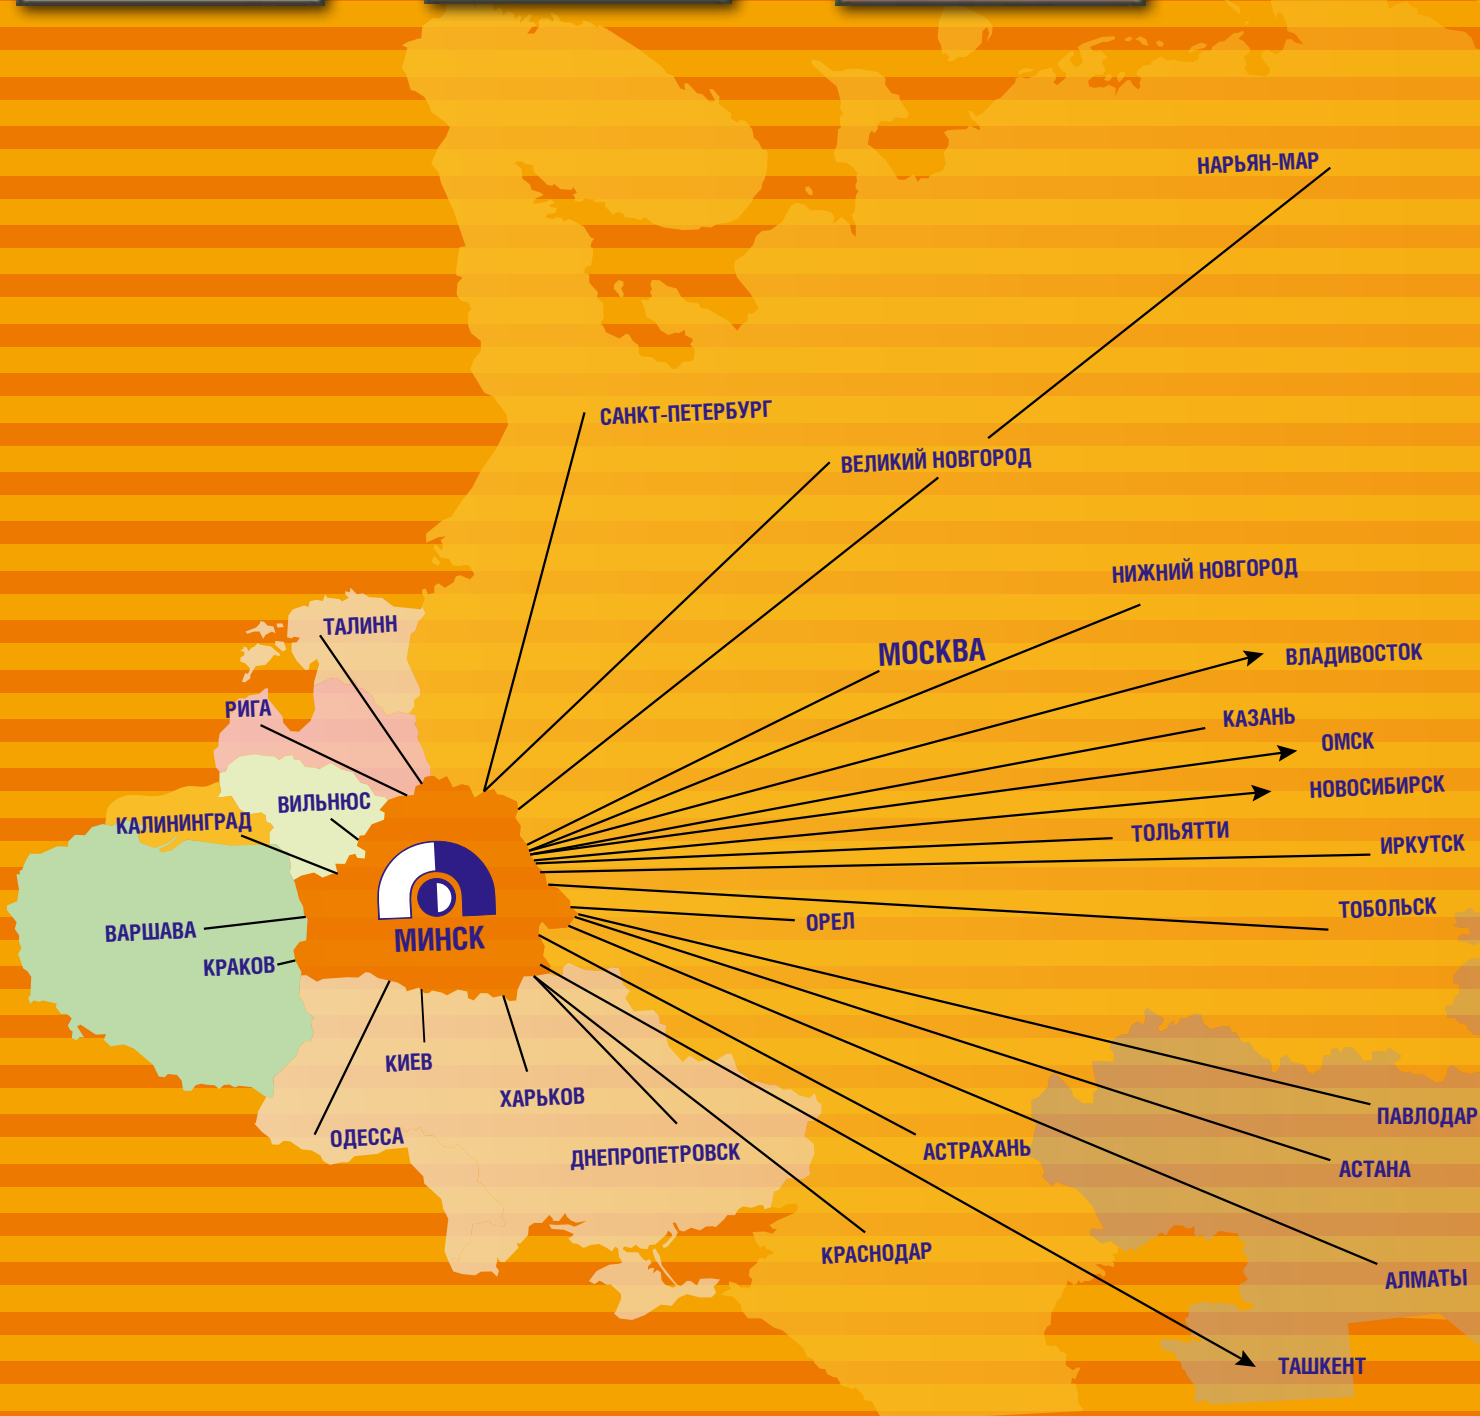 НАРЬЯН-МАР
САНКТ-ПЕТЕРБУРГ
ВЕЛИКИЙ НОВГОРОД
НИЖНИЙ НОВГОРОД
ТАЛИНН
МОСКВА
ВЛАДИВОСТОК
РИГА
КАЗАНЬ
ОМСК
НОВОСИБИРСК
ВИЛЬНЮС
КАЛИНИНГРАД
ТОЛЬЯТТИ
ИРКУТСК
ТОБОЛЬСК
ОРЕЛ
ВАРШАВА
МИНСК
КРАКОВ
КИЕВ
ХАРЬКОВ
ПАВЛОДАР
ОДЕССА
ДНЕПРОПЕТРОВСК
АСТРАХАНЬ
АСТАНА
КРАСНОДАР
АЛМАТЫ
ТАШКЕНТ